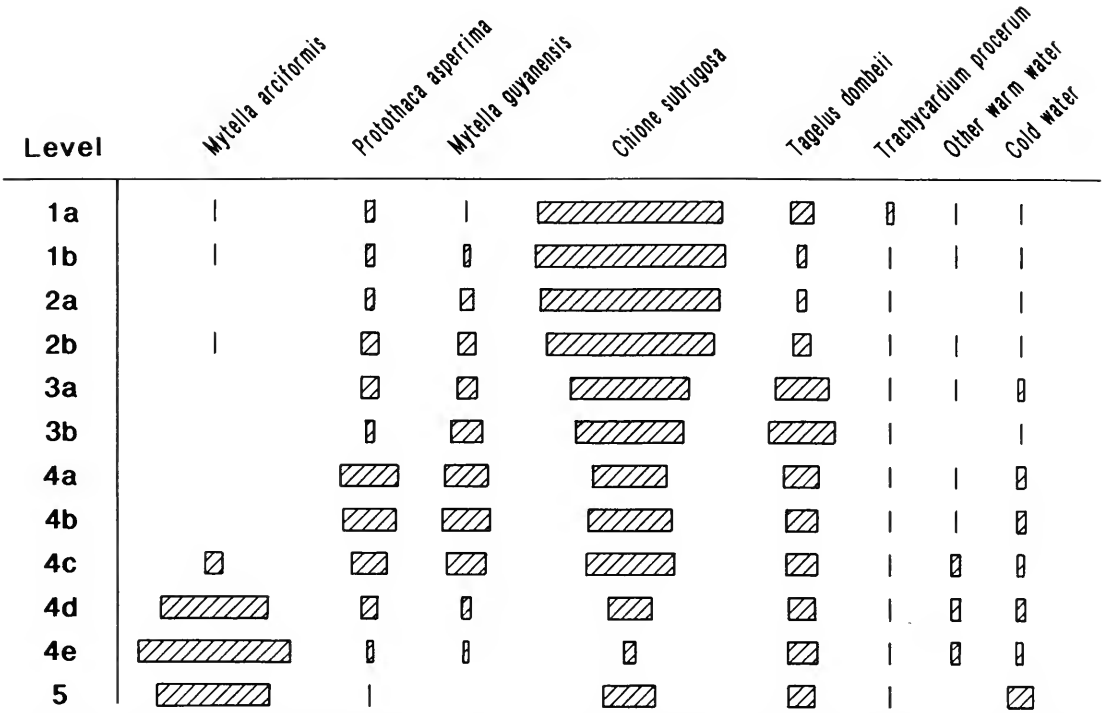 Mytella arciformis
Protothaca asperrima
Mytella guyanensis
Chione subrugosa
Tagelus dombeii
Trachycardium procerum
Other warm water
Cold water
Level
1a
1b
2a
2b
3a
3b
4a
4b
4c
4d
4e
5